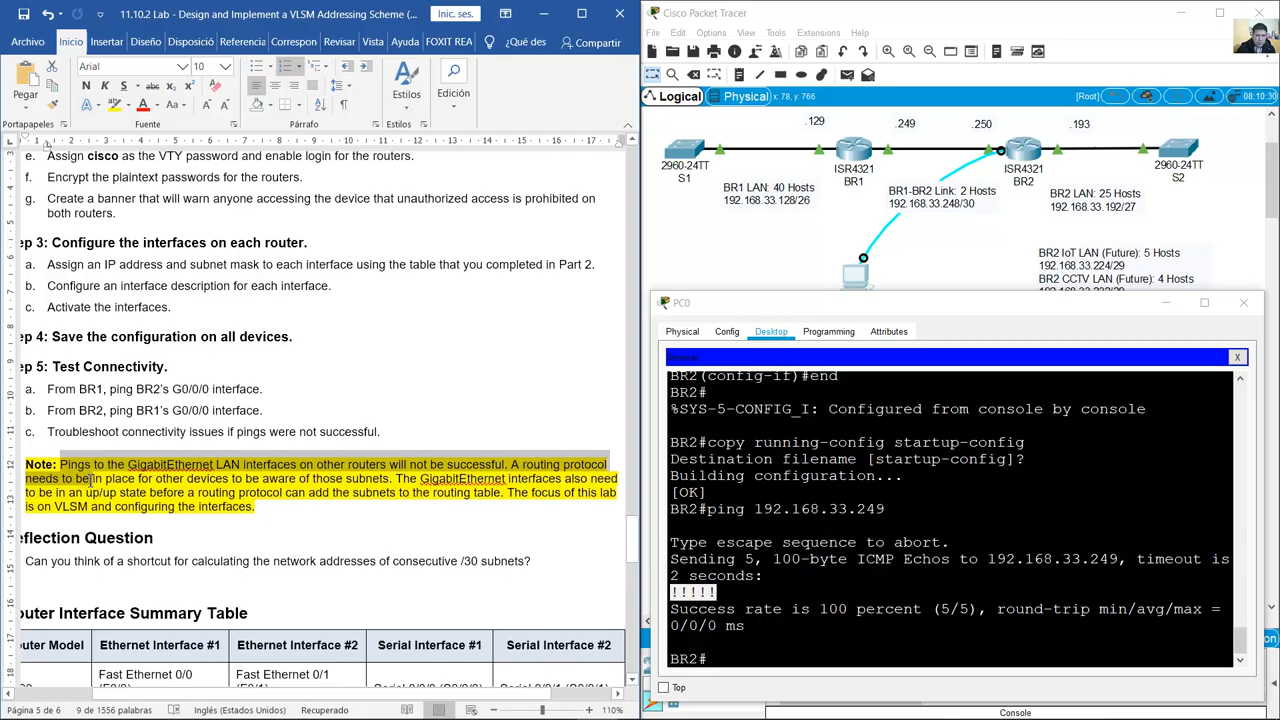 11.10.2 Lab - Design and Implement a VLSM Addressing Scheme
Inic. ses.
Archivo Inicio Disposició Referencia Correspon Revisar Vista Ayuda FOXIT REA ¿Qué des Compartir
Pegar
Arial 10
Edición
Portapapeles Fuente Párrafo Estilos
e. Assign cisco as the VTY password and enable login for the routers.
f. Encrypt the plaintext passwords for the routers.
g. Create a banner that will warn anyone accessing the device that unauthorized access is prohibited on
both routers.
ep 3: Configure the interfaces on each router.
a. Assign an IP address and subnet mask to each interface using the table that you completed in Part 2.
b. Configure an interface description for each interface.
c. Activate the interfaces.
ep 4: Save the configuration on all devices.
ep 5: Test Connectivity.
a. From BR1, ping BR2's G0/0/0 interface.
b. From BR2, ping BR1's G0/0/0 interface.
c. Troubleshoot connectivity issues if pings were not successful.
Note: Pings to the GigabitEthernet LAN interfaces on other routers will not be successful. A routing protocol
needs to be in place for other devices to be aware of those subnets. The GigabitEthernet interfaces also need
to be in an up/up state before a routing protocol can add the subnets to the routing table. The focus of this lab
is on VLSM and configuring the interfaces.
eflection Question
Can you think of a shortcut for calculating the network addresses of consecutive /30 subnets?
outer Interface Summary Table
outer Model Ethernet Interface #1 Ethernet Interface #2 Serial Interface #1 Serial Interface #2
Fast Ethernet 0/0 Fast Ethernet 0/1
Página 5 de 6 9 de 1556 palabras Inglés (Estados Unidos) Recuperado 110%
Cisco Packet Tracer
File Edit Options View Tools Extensions Help
Logical Physical x: 78, y: 766 [Root] 08:10:30
.129 .249 .250 .193
2960-24TT
S1
ISR4321
BR1
ISR4321
BR2
2960-24TT
S2
BR1 LAN: 40 Hosts
192.168.33.128/26
BR1-BR2 Link: 2 Hosts
192.168.33.248/30
BR2 LAN: 25 Hosts
192.168.33.192/27
BR2 IoT LAN (Future): 5 Hosts
192.168.33.224/29
BR2 CCTV LAN (Future): 4 Hosts
192.168.33.232/29
PC0
Physical Config Desktop Programming Attributes
Terminal X
BR2(config-if)#end
BR2#
%SYS-5-CONFIG_I: Configured from console by console
BR2#copy running-config startup-config
Destination filename [startup-config]?
Building configuration...
[OK]
BR2#ping 192.168.33.249
Type escape sequence to abort.
Sending 5, 100-byte ICMP Echos to 192.168.33.249, timeout is
2 seconds:
!!!!!
Success rate is 100 percent (5/5), round-trip min/avg/max =
0/0/0 ms
BR2#
Top
Console